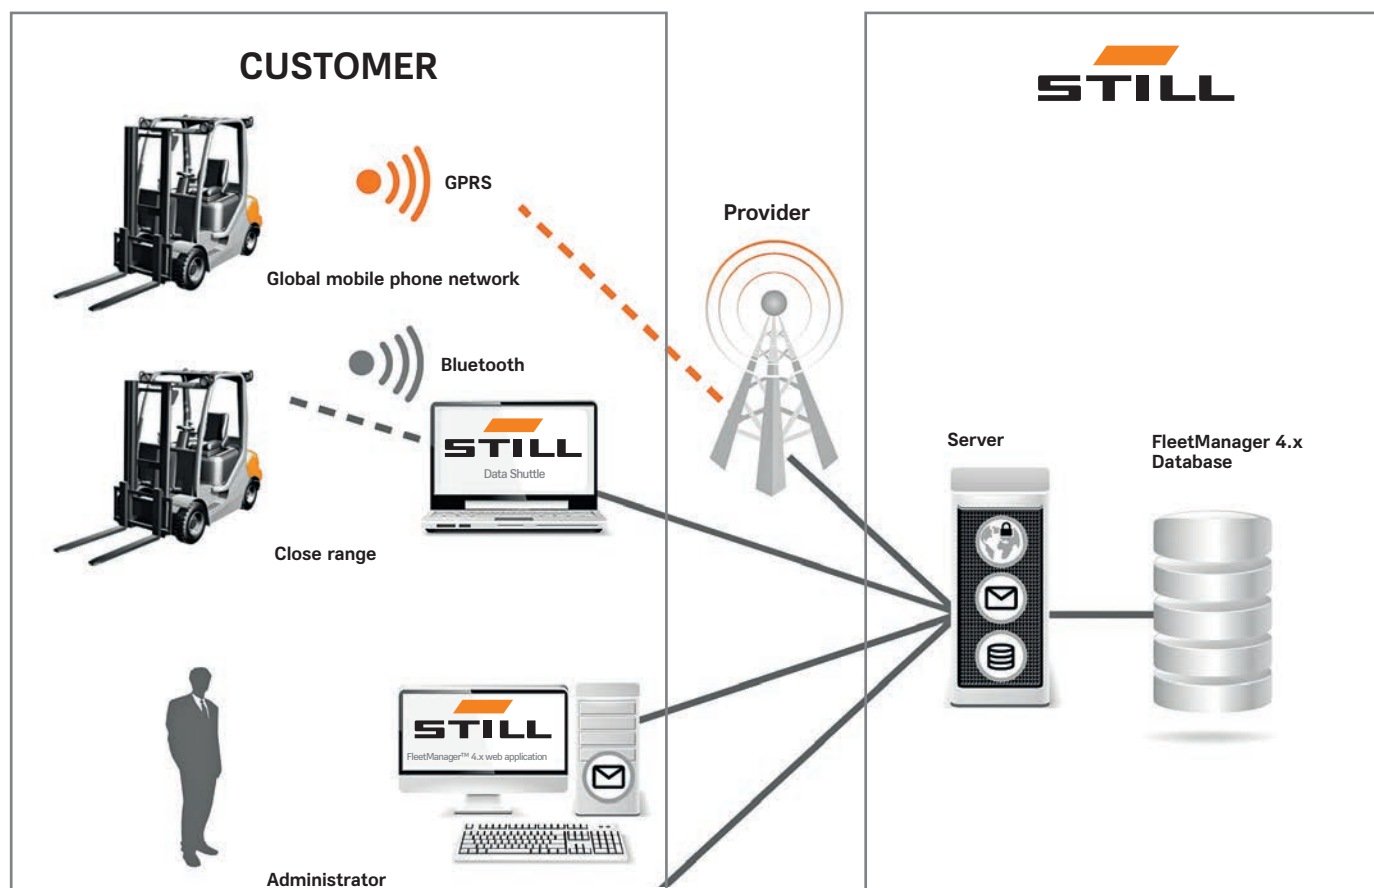 CUSTOMER
STILL
GPRS
Provider
Global mobile phone network
Bluetooth
STILL
Data Shuttle
Server
FleetManager 4.x
Database
Close range
STILL
FleetManager™ 4.x web application
Administrator